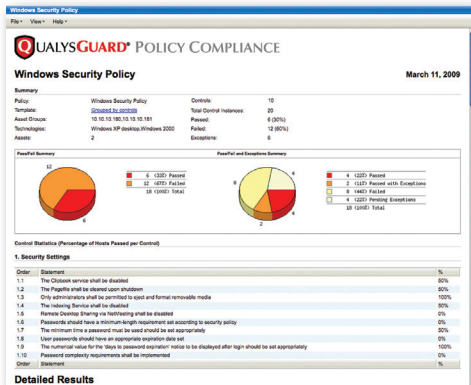 Windows Security Policy
File View Help
QUALYSGUARD® POLICY COMPLIANCE
Windows Security Policy March 11, 2009
Summary
Policy: Windows Security Policy Controls: 10
Template: Grouped by controls Total Control Instances: 20
Asset Groups: 10.10.10.160,10.10.10.161 Passed: 6 (30%)
Technologies: Windows XP desktop,Windows 2000 Failed: 12 (60%)
Assets: 2 Exceptions: 6
Pass/Fail Summary Pass/Fail and Exceptions Summary
12
6
6 (33%) Passed
12 (67%) Failed
18 (100%) Total
4
8
4
2
4 (22%) Passed
2 (11%) Passed with Exceptions
8 (44%) Failed
4 (22%) Pending Exceptions
18 (100%) Total
Control Statistics (Percentage of Hosts Passed per Control)
1. Security Settings
Order Statement %
1.1 The Clipbook service shall be disabled 50%
1.2 The Pagefile shall be cleared upon shutdown 50%
1.3 Only administrators shall be permitted to eject and format removable media 100%
1.4 The Indexing Service shall be disabled 50%
1.5 Remote Desktop Sharing via NetMeeting shall be disabled 0%
1.6 Passwords should have a minimum-length requirement set according to security policy 0%
1.7 The minimum time a password must be used should be set appropriately 50%
1.8 User passwords should have an appropriate expiration date set 0%
1.9 The numerical value for the 'days to password expiration' notice to be displayed after login should be set appropriately 100%
1.10 Password complexity requirements shall be implemented 0%
Order Statement %
Detailed Results